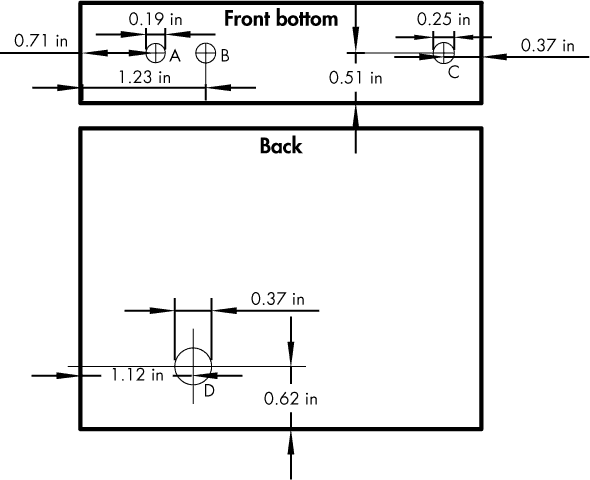 0.19 in
Front bottom
0.25 in
0.71 in
A
B
C
0.37 in
1.23 in
0.51 in
Back
0.37 in
1.12 in
D
0.62 in